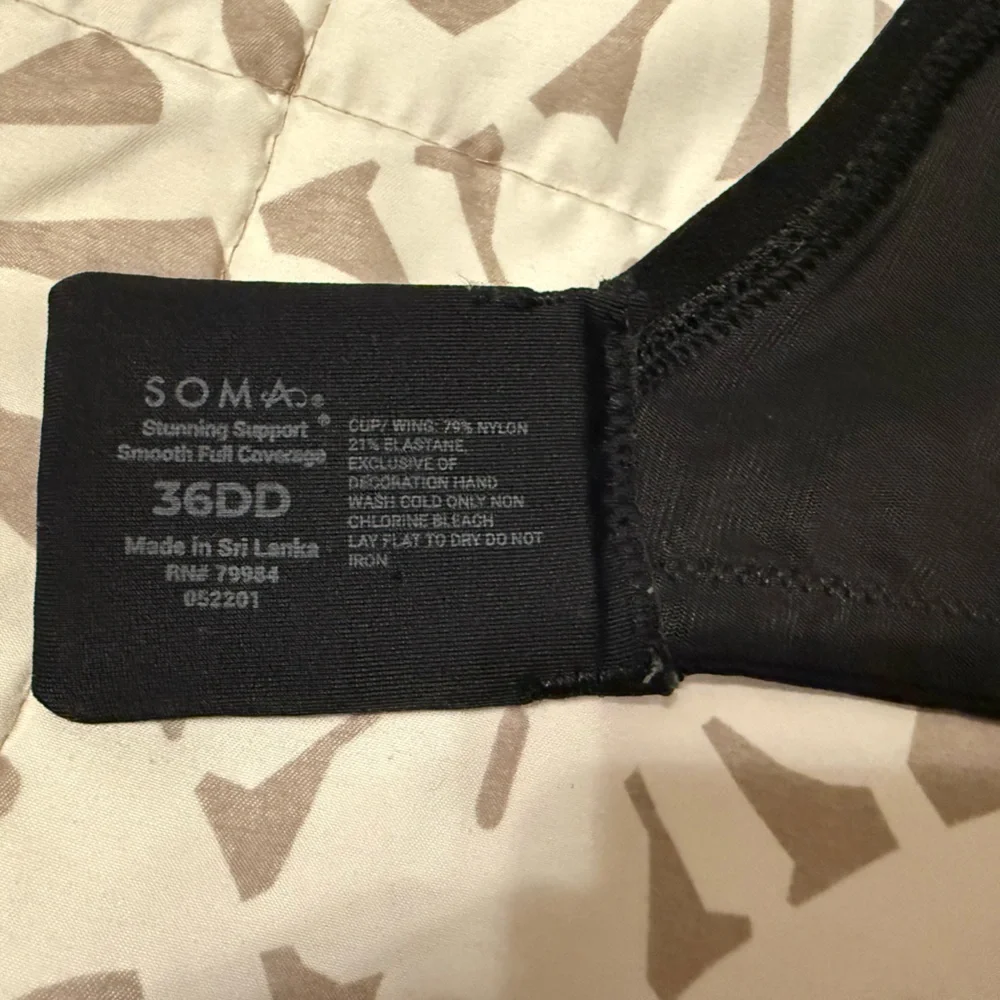 SOMA®
Stunning Support®
Smooth Full Coverage
36DD
Made in Sri Lanka
RN# 79984
052201
CUP/ WING: 79% NYLON
21% ELASTANE,
EXCLUSIVE OF
DECORATION HAND
WASH COLD ONLY NON
CHLORINE BLEACH
LAY FLAT TO DRY DO NOT
IRON